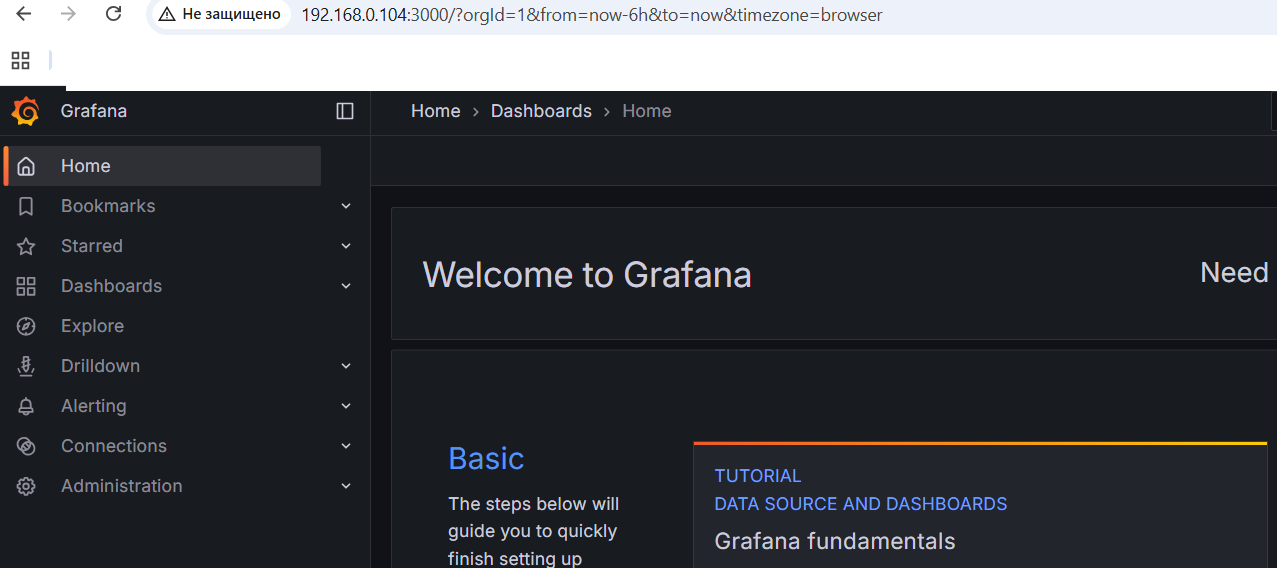 Не защищено 192.168.0.104:3000/?orgId=1&from=now-6h&to=now&timezone=browser
Grafana
Home › Dashboards › Home
Home
Bookmarks
Starred
Dashboards
Explore
Drilldown
Alerting
Connections
Administration
Welcome to Grafana
Need
Basic
The steps below will
guide you to quickly
finish setting up
TUTORIAL
DATA SOURCE AND DASHBOARDS
Grafana fundamentals